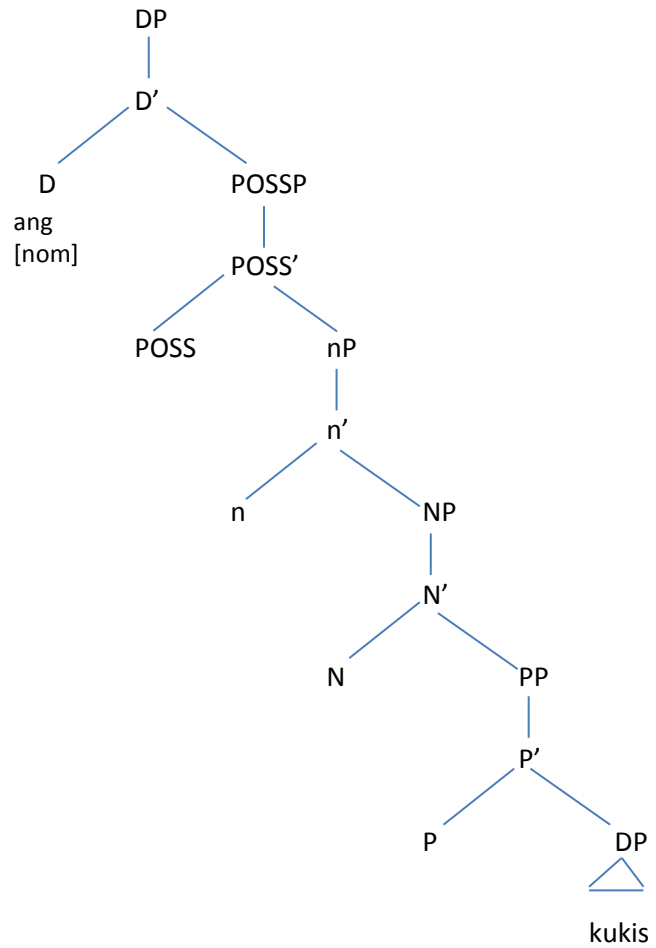 DP
D’
D POSSP
ang
[nom]
POSS’
POSS nP
n’
n NP
N’
N PP
P’
P DP
kukis